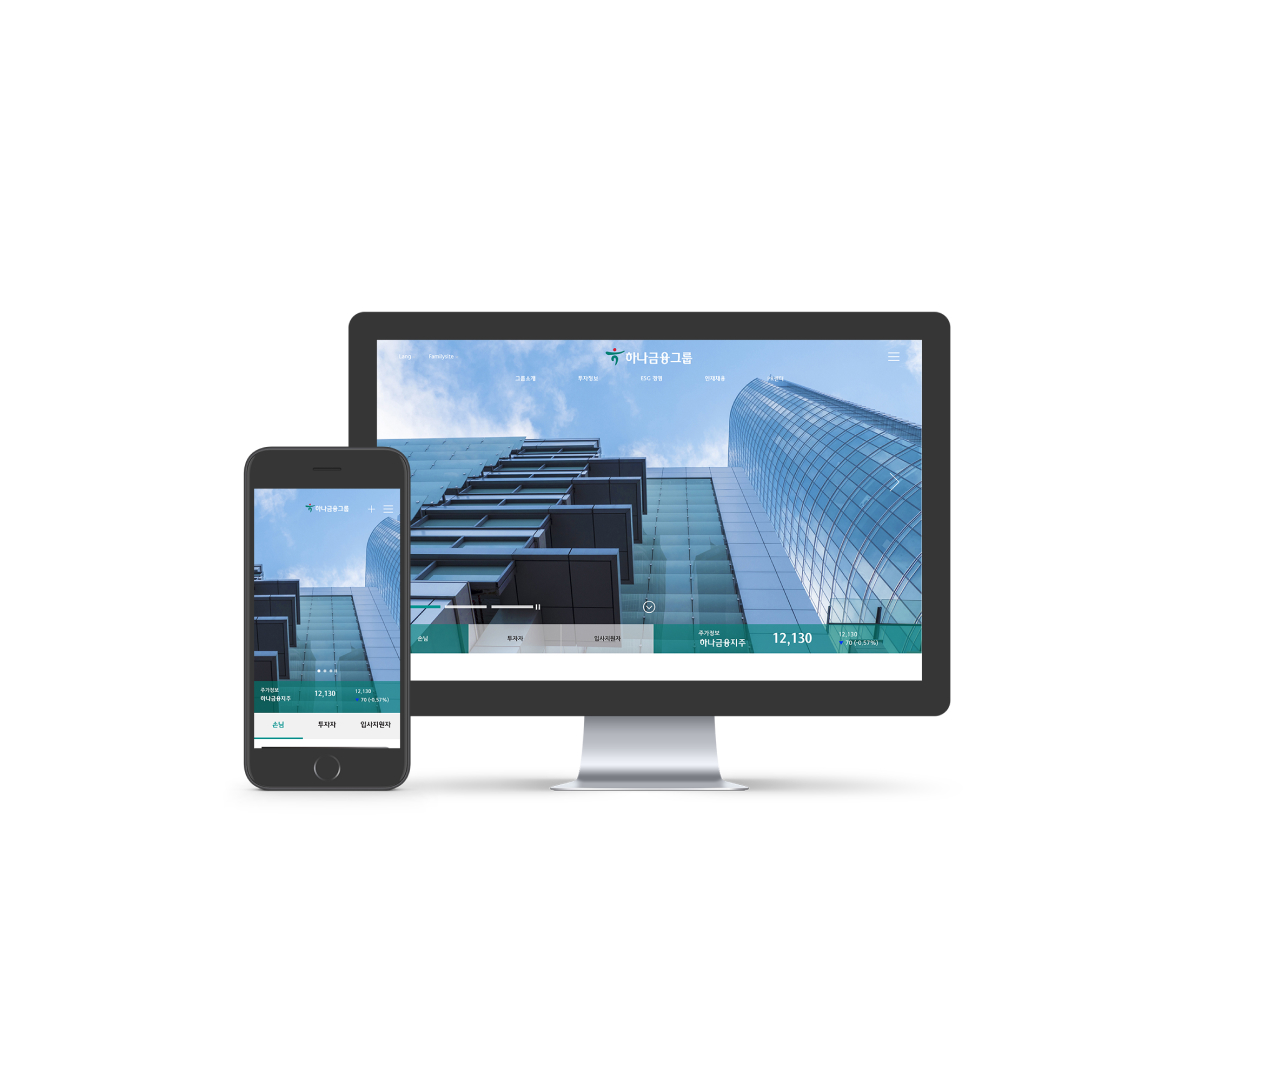 Lang
Familysite
하나금융그룹
그룹소개
투자정보
ESG 경영
인재채용
손님
투자자
입사지원자
주가정보
하나금융지주
12,130
12,130
70 (-0.57%)
하나금융그룹
주가정보
하나금융지주
12,130
12,130
70 (-0.57%)
손님
투자자
입사지원자